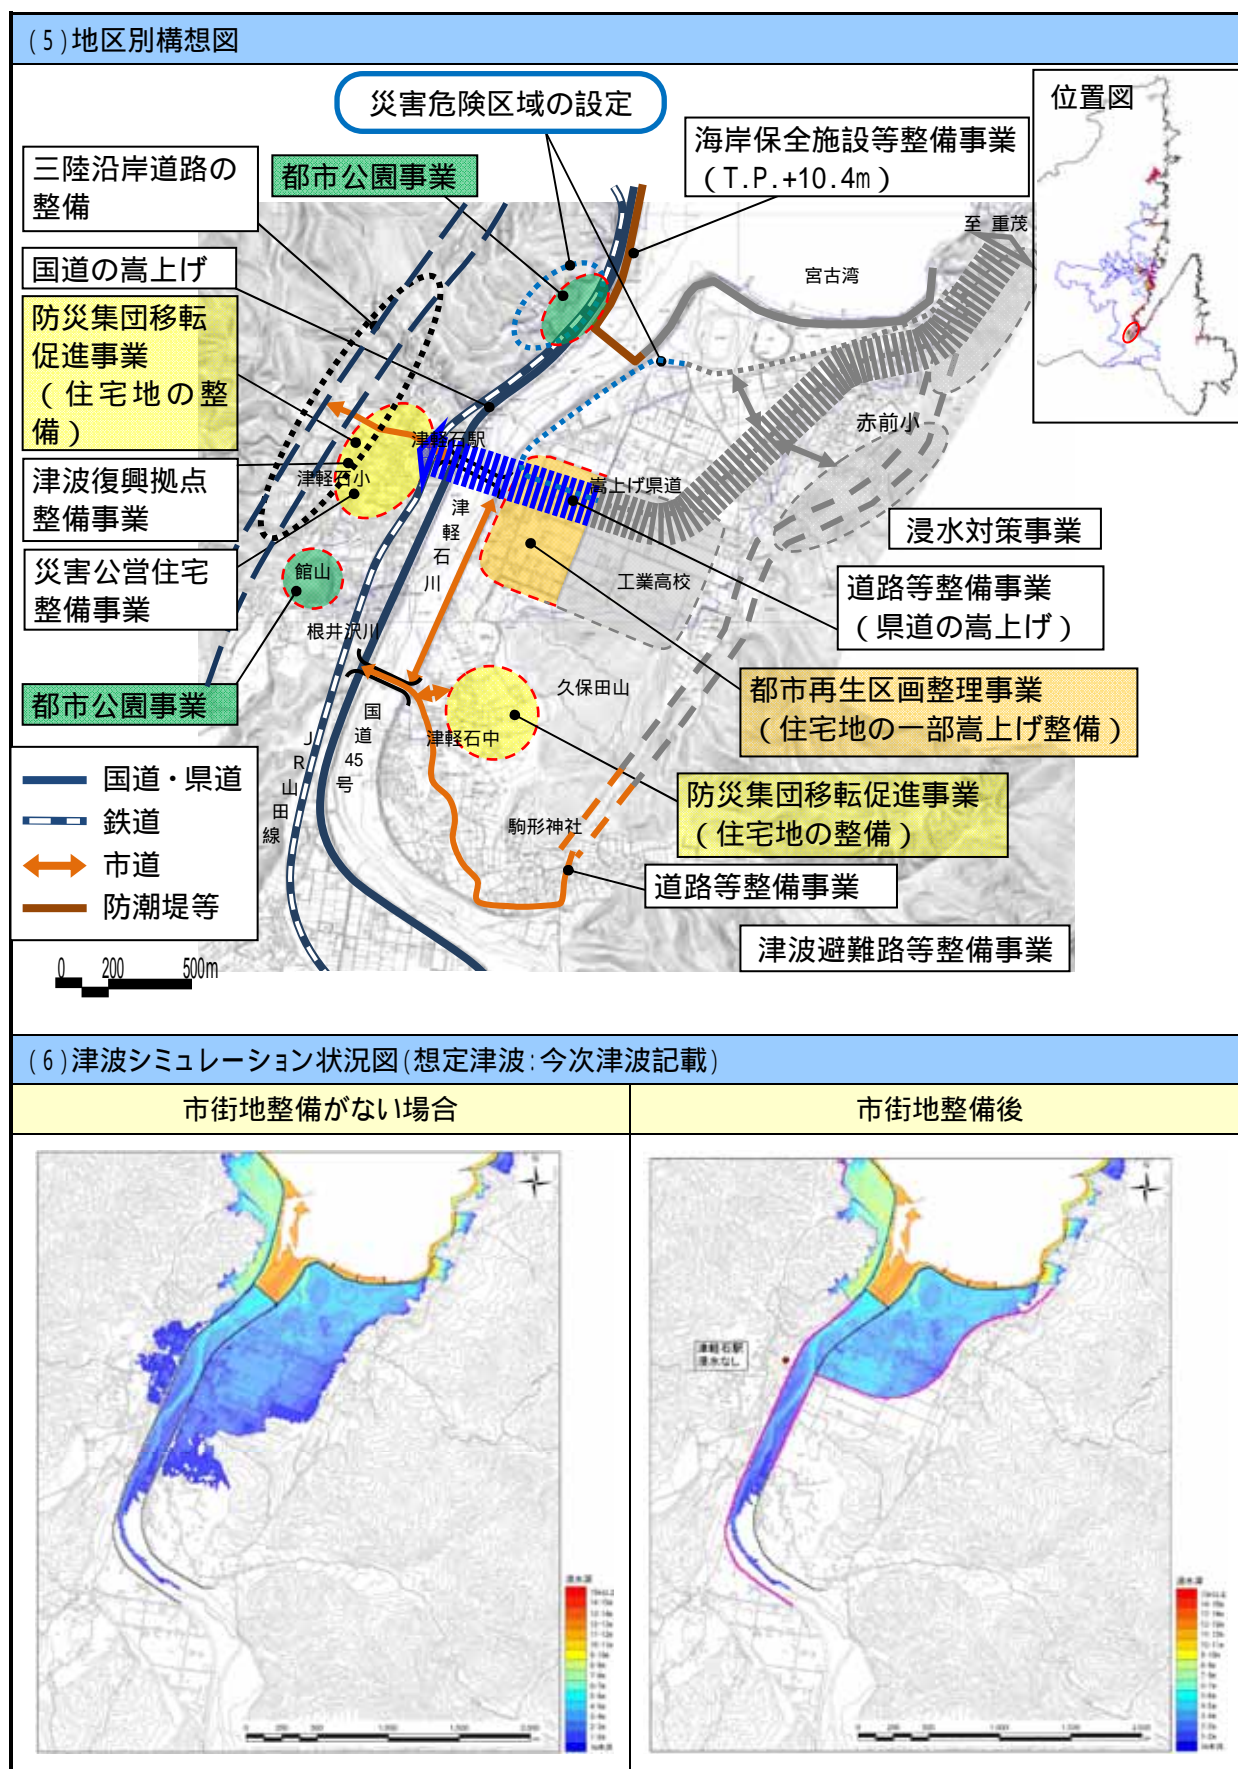 (5)地区別構想図
災害危険区域の設定
位置図
海岸保全施設等整備事業
(T.P.+10.4m)
三陸沿岸道路の
整備
都市公園事業
至 重茂
国道の嵩上げ
宮古湾
防災集団移転
促進事業
(住宅地の整
備)
赤前小
津軽石駅
津波復興拠点
整備事業
津軽石小
嵩上げ県道
津軽石川
浸水対策事業
災害公営住宅
整備事業
館山
工業高校
道路等整備事業
(県道の嵩上げ)
根井沢川
都市公園事業
久保田山
都市再生区画整理事業
(住宅地の一部嵩上げ整備)
国道45号
津軽石中
JR山田線
防災集団移転促進事業
(住宅地の整備)
国道・県道
鉄道
市道
防潮堤等
駒形神社
道路等整備事業
津波避難路等整備事業
0 200 500m
(6)津波シミュレーション状況図(想定津波:今次津波記載)
市街地整備がない場合
市街地整備後
津軽石駅
浸水なし